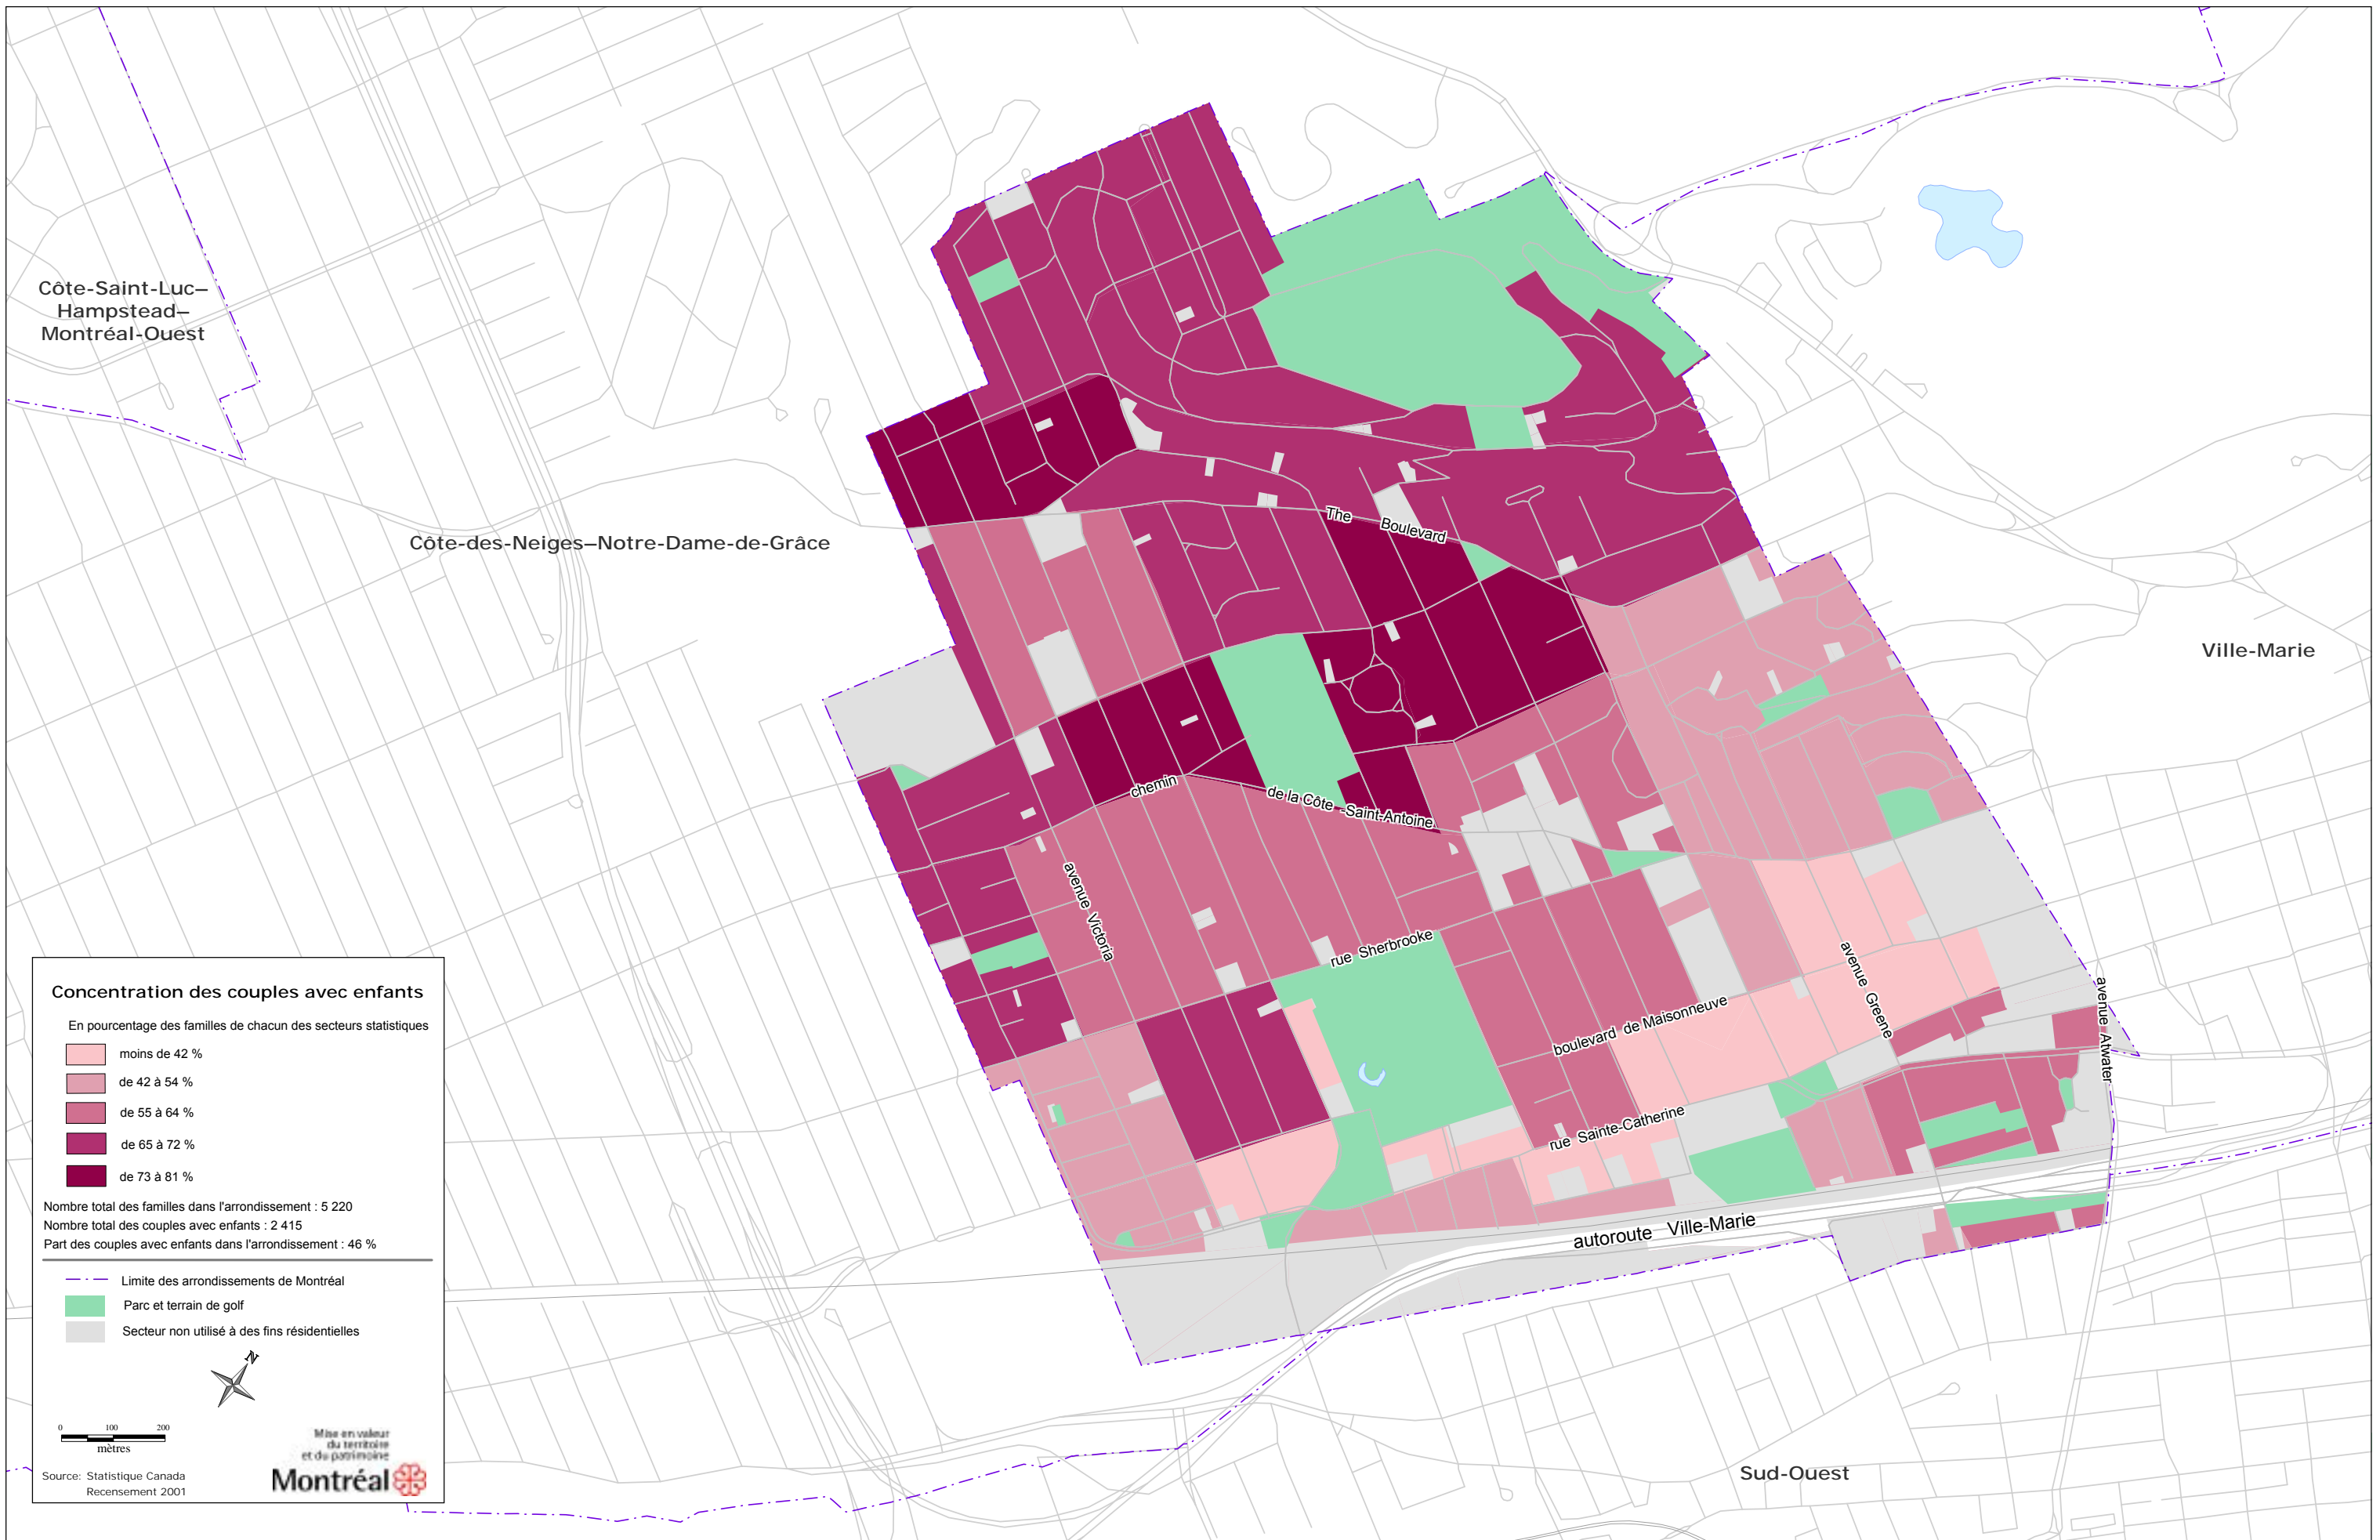 Côte-Saint-Luc–
Hampstead–
Montréal-Ouest
Côte-des-Neiges–Notre-Dame-de-Grâce
Ville-Marie
Sud-Ouest
The Boulevard
chemin de la Côte -Saint-Antoine
avenue Victoria
rue Sherbrooke
boulevard de Maisonneuve
avenue Greene
avenue Atwater
rue Sainte-Catherine
autoroute Ville-Marie
Concentration des couples avec enfants
En pourcentage des familles de chacun des secteurs statistiques
moins de 42 %
de 42 à 54 %
de 55 à 64 %
de 65 à 72 %
de 73 à 81 %
Nombre total des familles dans l'arrondissement : 5 220
Nombre total des couples avec enfants : 2 415
Part des couples avec enfants dans l'arrondissement : 46 %
Limite des arrondissements de Montréal
Parc et terrain de golf
Secteur non utilisé à des fins résidentielles
N
0 100 200
mètres
Mise en valeur
du territoire
et du patrimoine
Montréal
Source: Statistique Canada
Recensement 2001